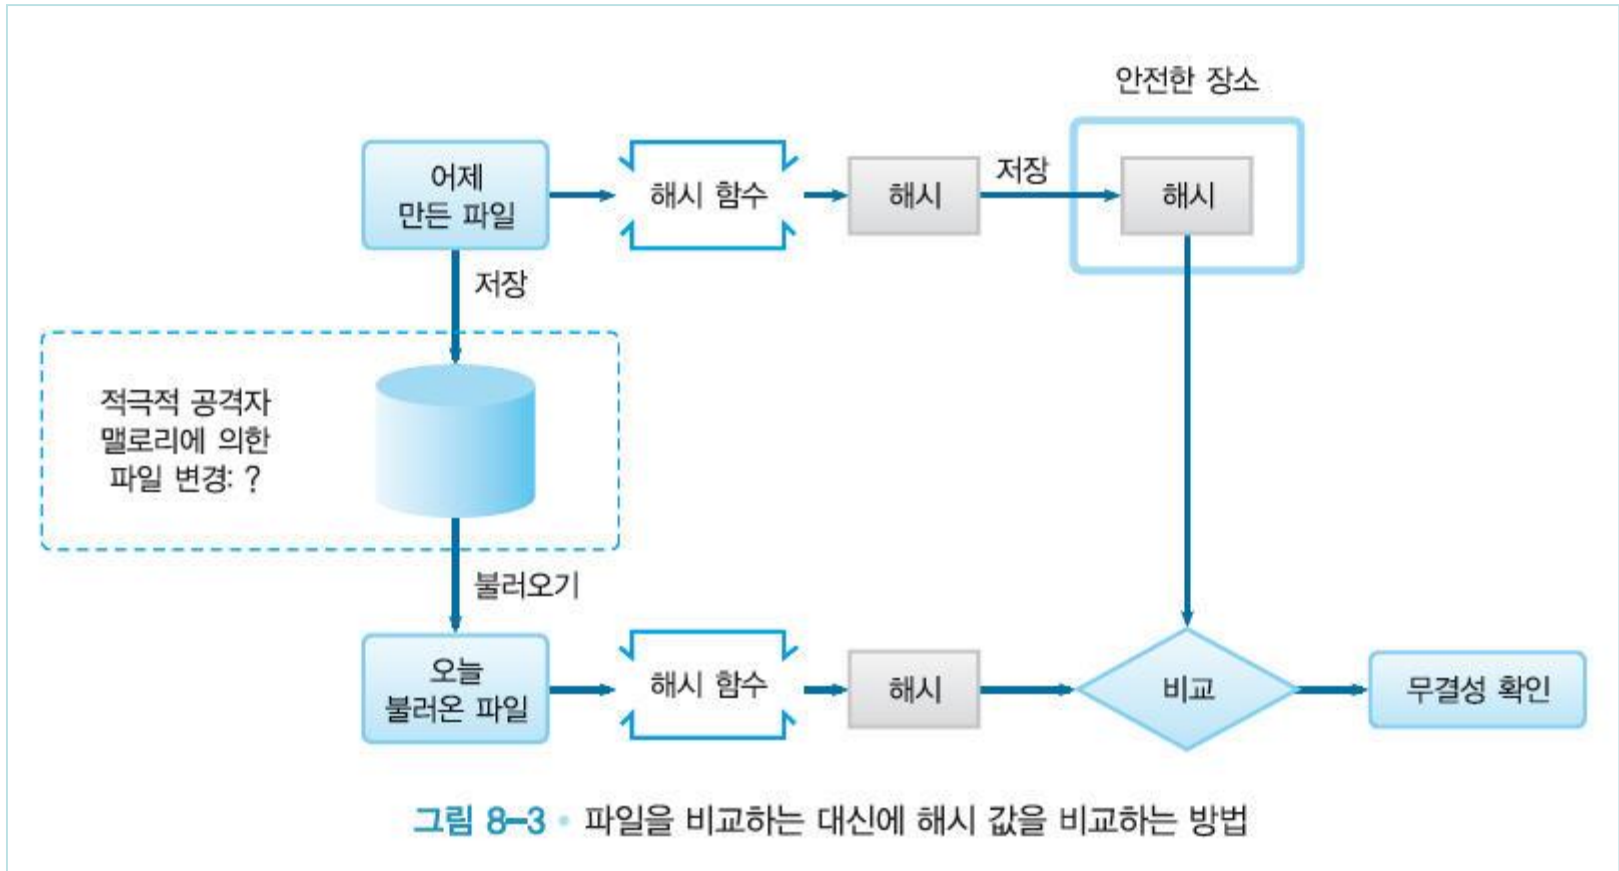 안전한 장소
어제
만든 파일
해시 함수
해시
저장
해시
저장
적극적 공격자
맬로리에 의한
파일 변경: ?
불러오기
오늘
불러온 파일
해시 함수
해시
비교
무결성 확인
그림 8-3 • 파일을 비교하는 대신에 해시 값을 비교하는 방법